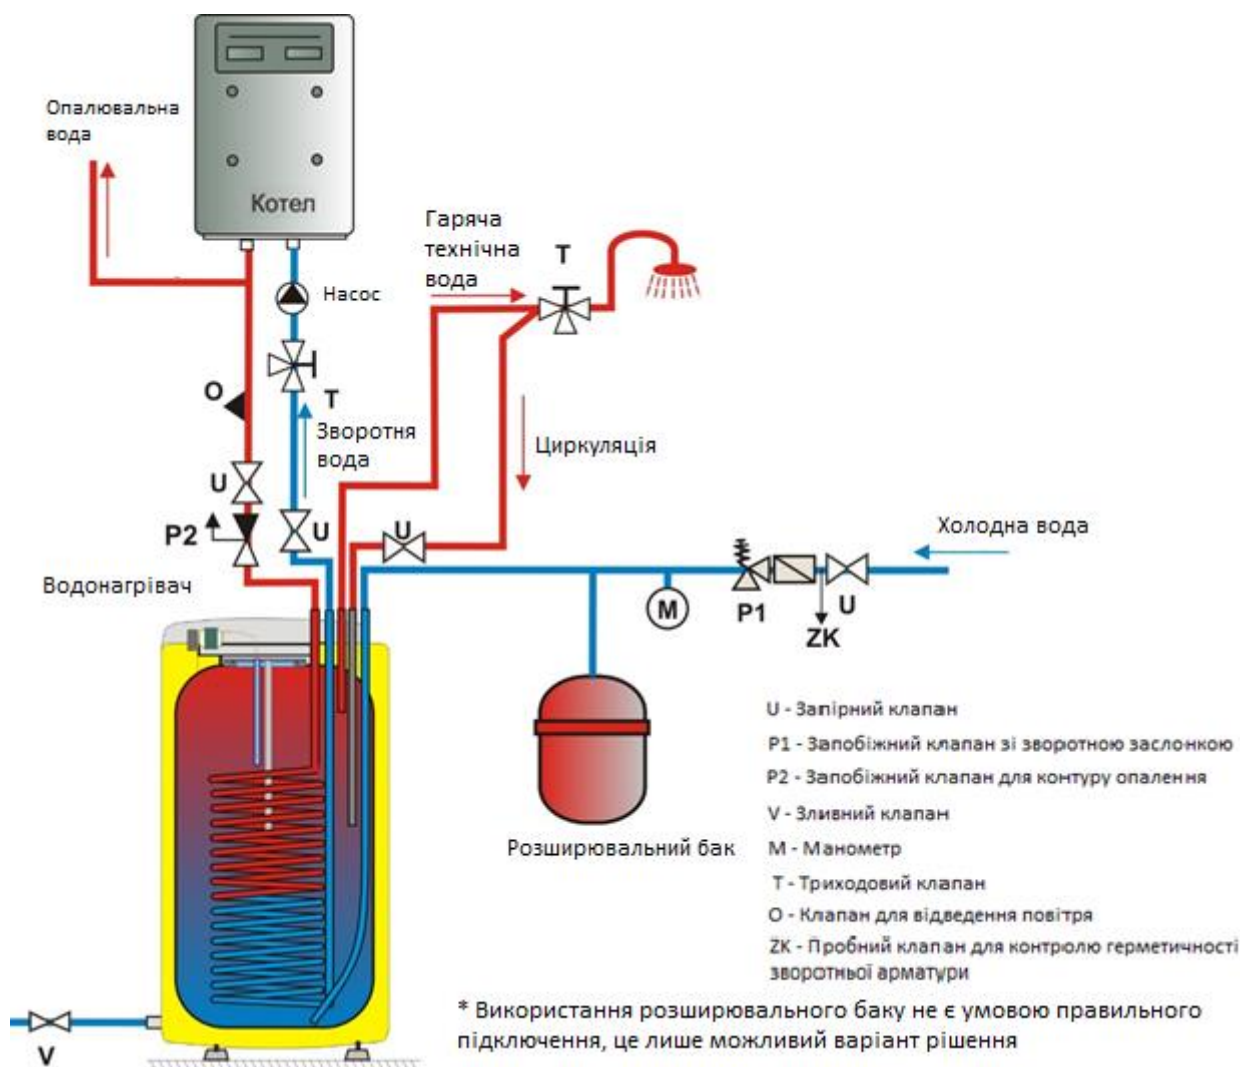 Опалювальна
вода
Котел
Гаряча
технічна
вода
T
Насос
O
T
Зворотня
вода
Циркуляція
U
P2
U
U
Холодна вода
Водонагрівач
M
P1
U
ZK
U - Запірний клапан
P1 - Запобіжний клапан зі зворотною заслонкою
P2 - Запобіжний клапан для контуру опалення
V - Зливний клапан
Розширювальний бак
M - Манометр
T - Триходовий клапан
O - Клапан для відведення повітря
ZK - Пробний клапан для контролю герметичності
зворотньої арматури
* Використання розширювального баку не є умовою правильного
підключення, це лише можливий варіант рішення
V